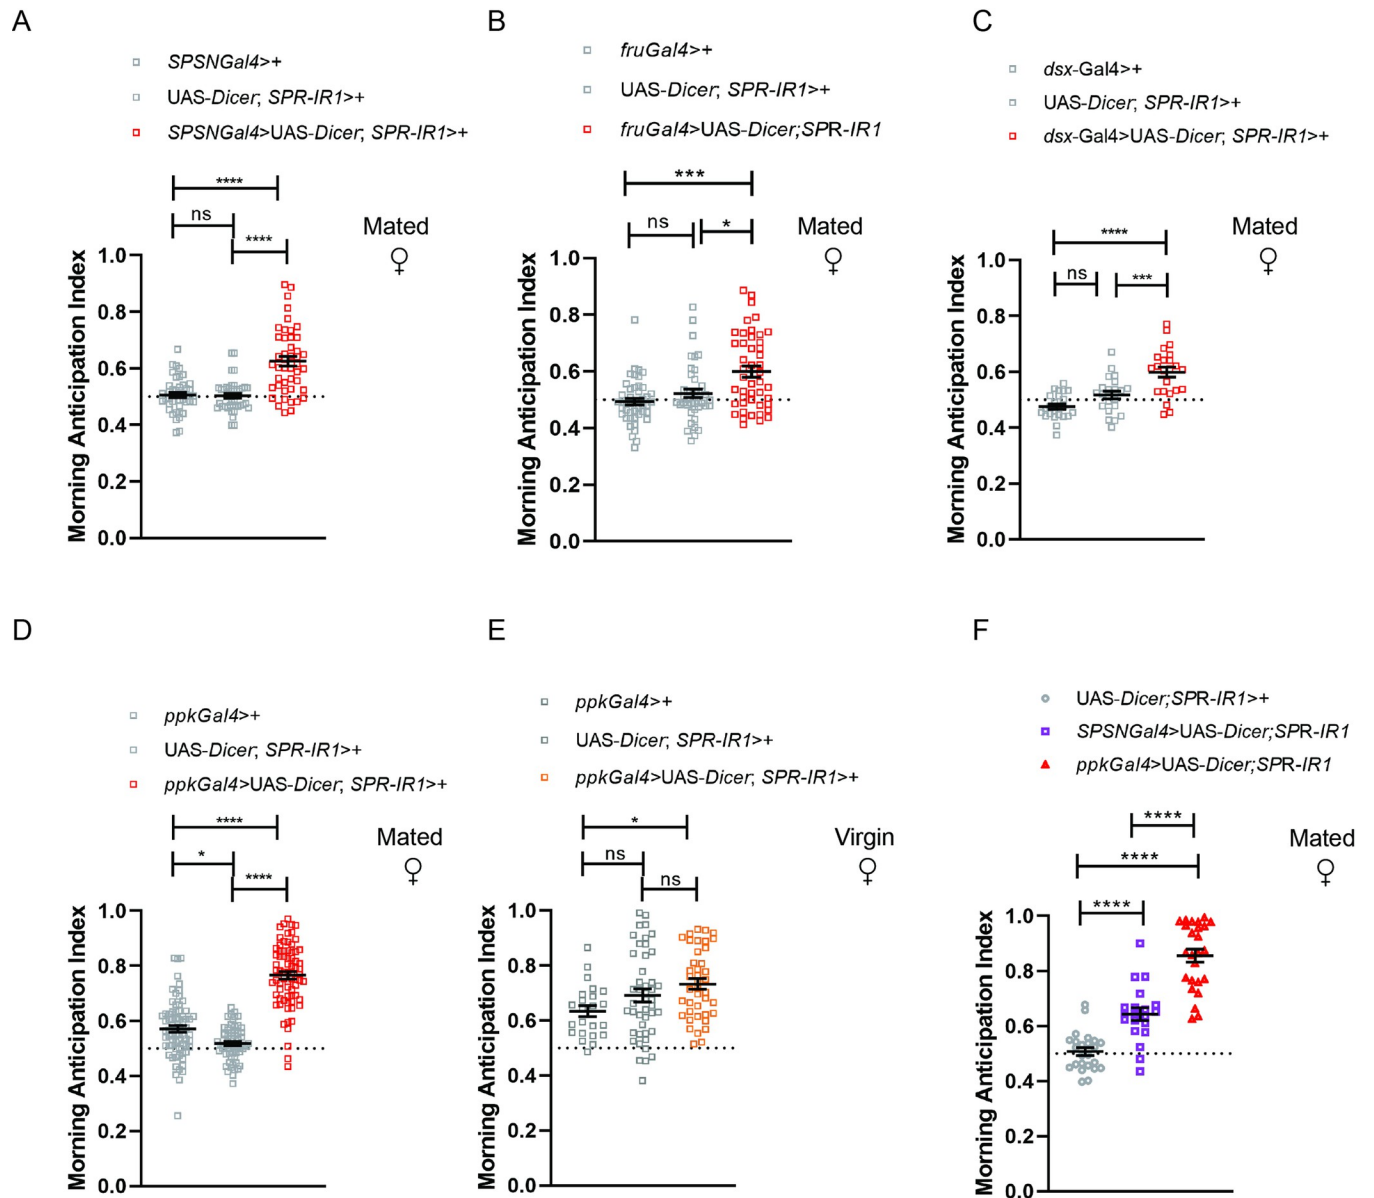 A
SPSNGal4>+
UAS-Dicer; SPR-IR1>+
SPSNGal4>UAS-Dicer; SPR-IR1>+
****
ns
****
Mated
♀
Morning Anticipation Index
1.0
0.8
0.6
0.4
0.2
0.0
B
fruGal4>+
UAS-Dicer; SPR-IR1>+
fruGal4>UAS-Dicer;SPR-IR1
***
ns
*
Mated
♀
Morning Anticipation Index
1.0
0.8
0.6
0.4
0.2
0.0
C
dsx-Gal4>+
UAS-Dicer; SPR-IR1>+
dsx-Gal4>UAS-Dicer; SPR-IR1>+
****
ns
***
Mated
♀
Morning Anticipation Index
1.0
0.8
0.6
0.4
0.2
0.0
D
ppkGal4>+
UAS-Dicer; SPR-IR1>+
ppkGal4>UAS-Dicer; SPR-IR1>+
****
*
****
Mated
♀
Morning Anticipation Index
1.0
0.8
0.6
0.4
0.2
0.0
E
ppkGal4>+
UAS-Dicer; SPR-IR1>+
ppkGal4>UAS-Dicer; SPR-IR1>+
*
ns
ns
Virgin
♀
Morning Anticipation Index
1.0
0.8
0.6
0.4
0.2
0.0
F
UAS-Dicer;SPR-IR1>+
SPSNGal4>UAS-Dicer;SPR-IR1
ppkGal4>UAS-Dicer;SPR-IR1
****
****
****
Mated
♀
Morning Anticipation Index
1.0
0.8
0.6
0.4
0.2
0.0